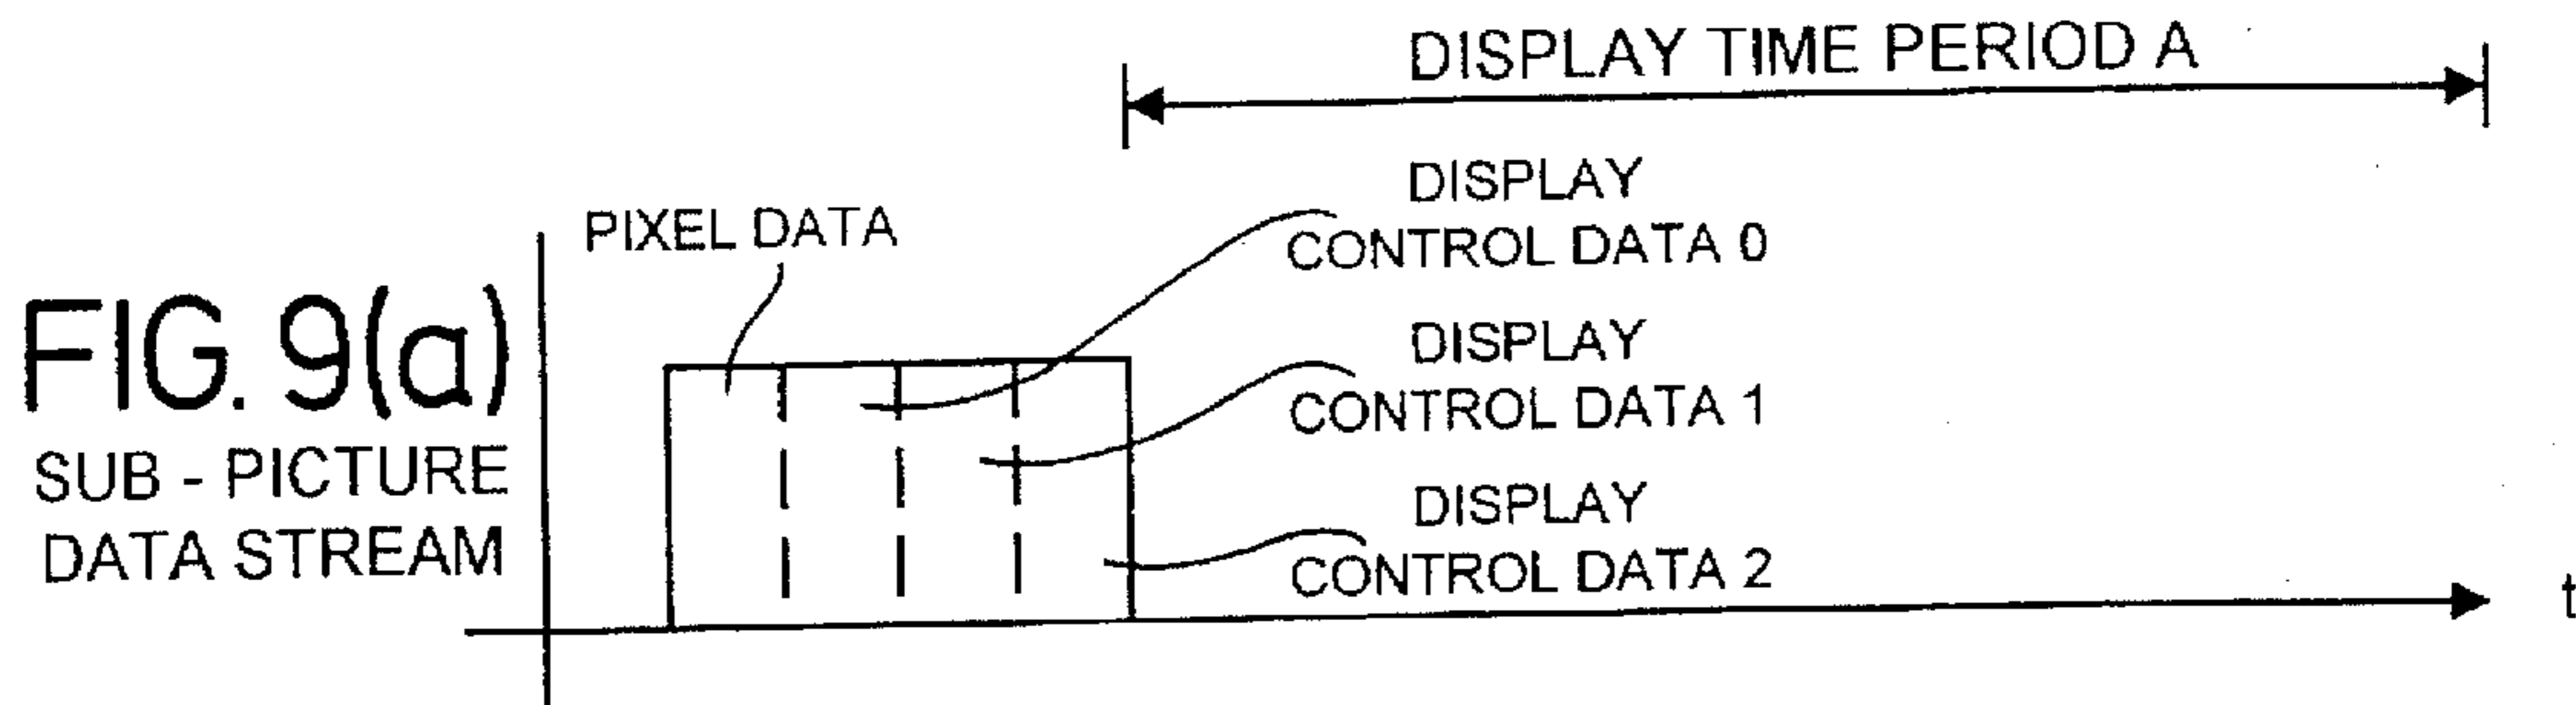 DISPLAY TIME PERIOD A
PIXEL DATA
DISPLAY
CONTROL DATA 0
DISPLAY
CONTROL DATA 1
DISPLAY
CONTROL DATA 2
FIG. 9(a)
SUB - PICTURE
DATA STREAM
t